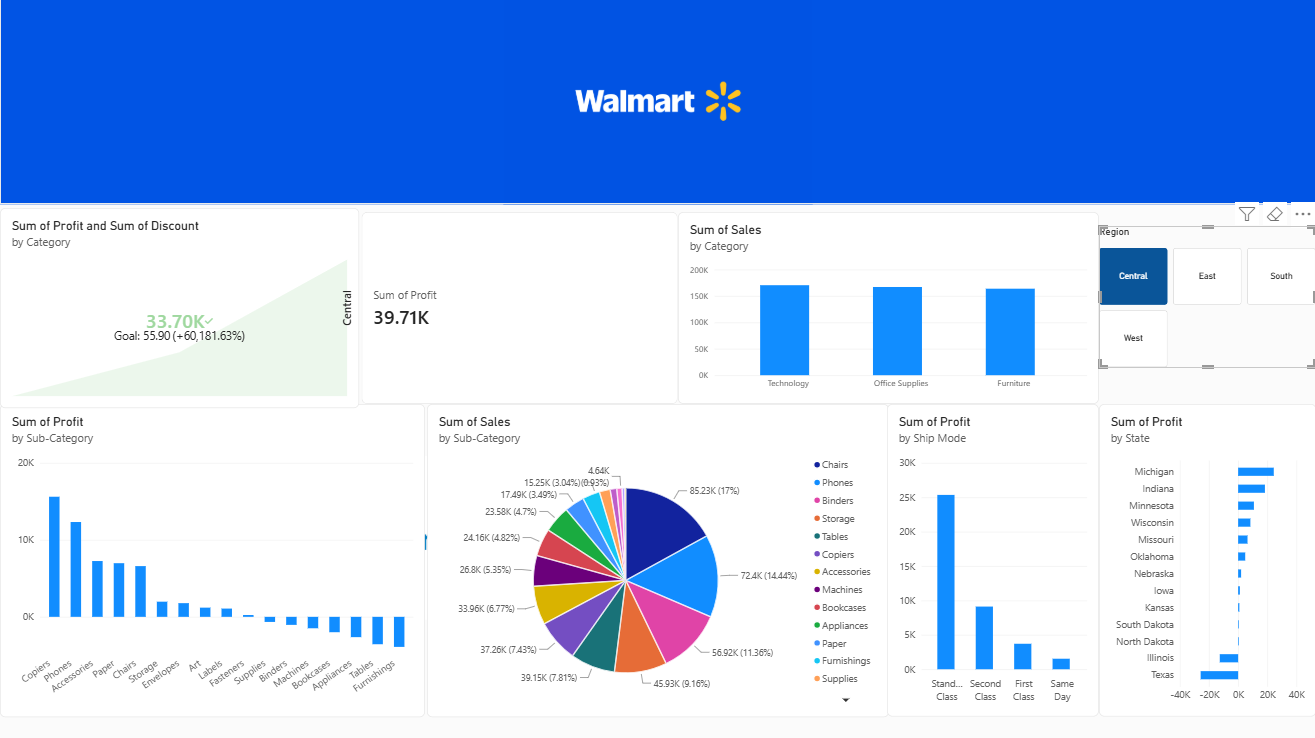 Walmart
Sum of Profit and Sum of Discount
by Category
33.70K
Goal: 55.90 (+60,181.63%)
Central
Sum of Profit
39.71K
Sum of Sales
by Category
200K
150K
100K
50K
0K
Technology
Office Supplies
Furniture
Region
Central
East
South
West
Sum of Profit
by Sub-Category
20K
10K
0K
Copiers
Phones
Accessories
Paper
Chairs
Storage
Envelopes
Art
Labels
Fasteners
Supplies
Binders
Machines
Bookcases
Appliances
Tables
Furnishings
Sum of Sales
by Sub-Category
4.64K
(0.93%)
15.25K (3.04%)
17.49K (3.49%)
23.58K (4.7%)
24.16K (4.82%)
26.8K (5.35%)
33.96K (6.77%)
37.26K (7.43%)
39.15K (7.81%)
45.93K (9.16%)
56.92K (11.36%)
72.4K (14.44%)
85.23K (17%)
Chairs
Phones
Binders
Storage
Tables
Copiers
Accessories
Machines
Bookcases
Appliances
Paper
Furnishings
Supplies
Sum of Profit
by Ship Mode
30K
25K
20K
15K
10K
5K
0K
Stand...
Class
Second
Class
First
Class
Same
Day
Sum of Profit
by State
Michigan
Indiana
Minnesota
Wisconsin
Missouri
Oklahoma
Nebraska
Iowa
Kansas
South Dakota
North Dakota
Illinois
Texas
-40K
-20K
0K
20K
40K